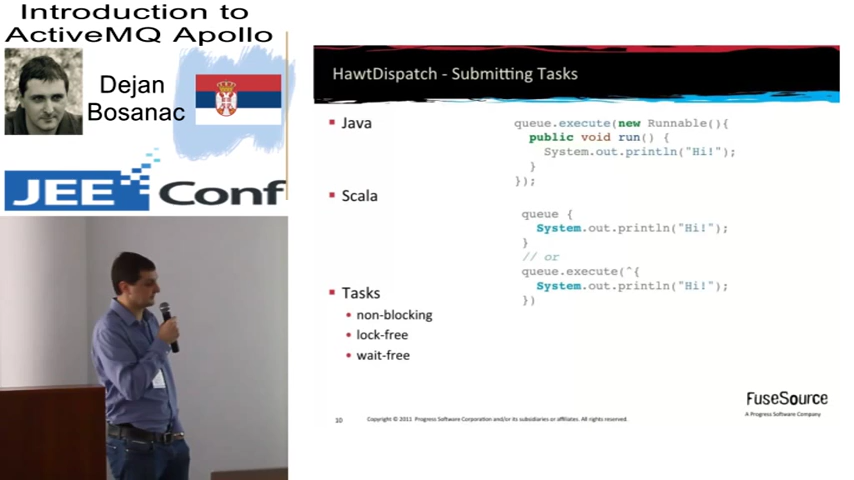 Introduction to
ActiveMQ Apollo
Dejan
Bosanac
JEE Conf
HawtDispatch - Submitting Tasks
Java
queue.execute(new Runnable(){
public void run() {
System.out.println("Hi!");
}
});
Scala
queue {
System.out.println("Hi!");
}
// or
queue.execute(^{
System.out.println("Hi!");
})
Tasks
non-blocking
lock-free
wait-free
FuseSource
A Progress Software Company
10
Copyright © 2011 Progress Software Corporation and/or its subsidiaries or affiliates. All rights reserved.